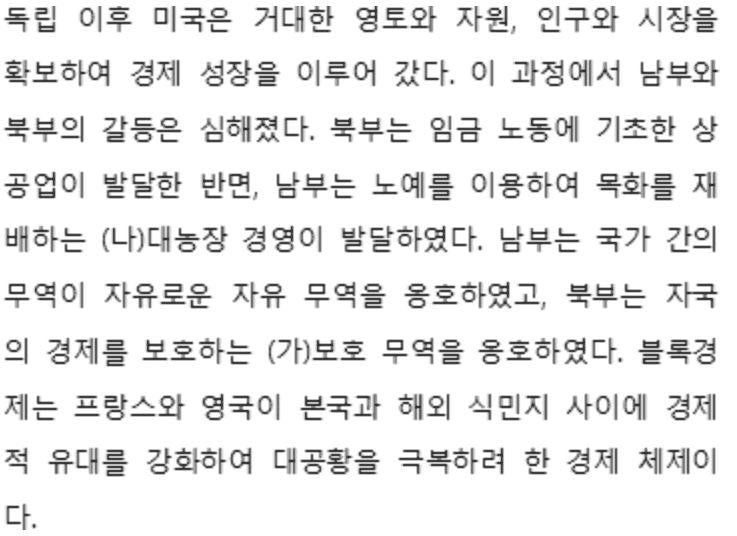 독립 이후 미국은 거대한 영토와 자원, 인구와 시장을
확보하여 경제 성장을 이루어 갔다. 이 과정에서 남부와
북부의 갈등은 심해졌다. 북부는 임금 노동에 기초한 상
공업이 발달한 반면, 남부는 노예를 이용하여 목화를 재
배하는 (나)대농장 경영이 발달하였다. 남부는 국가 간의
무역이 자유로운 자유 무역을 옹호하였고, 북부는 자국
의 경제를 보호하는 (가)보호 무역을 옹호하였다. 블록경
제는 프랑스와 영국이 본국과 해외 식민지 사이에 경제
적 유대를 강화하여 대공황을 극복하려 한 경제 체제이
다.